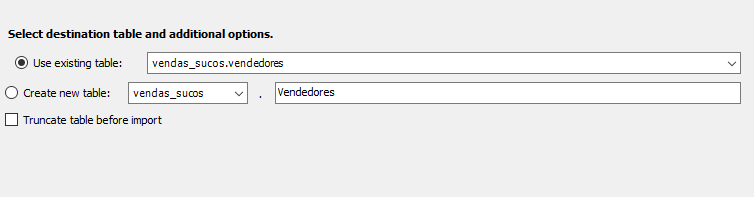 Select destination table and additional options.
Use existing table: vendas_sucos.vendedores
Create new table: vendas_sucos . Vendedores
Truncate table before import